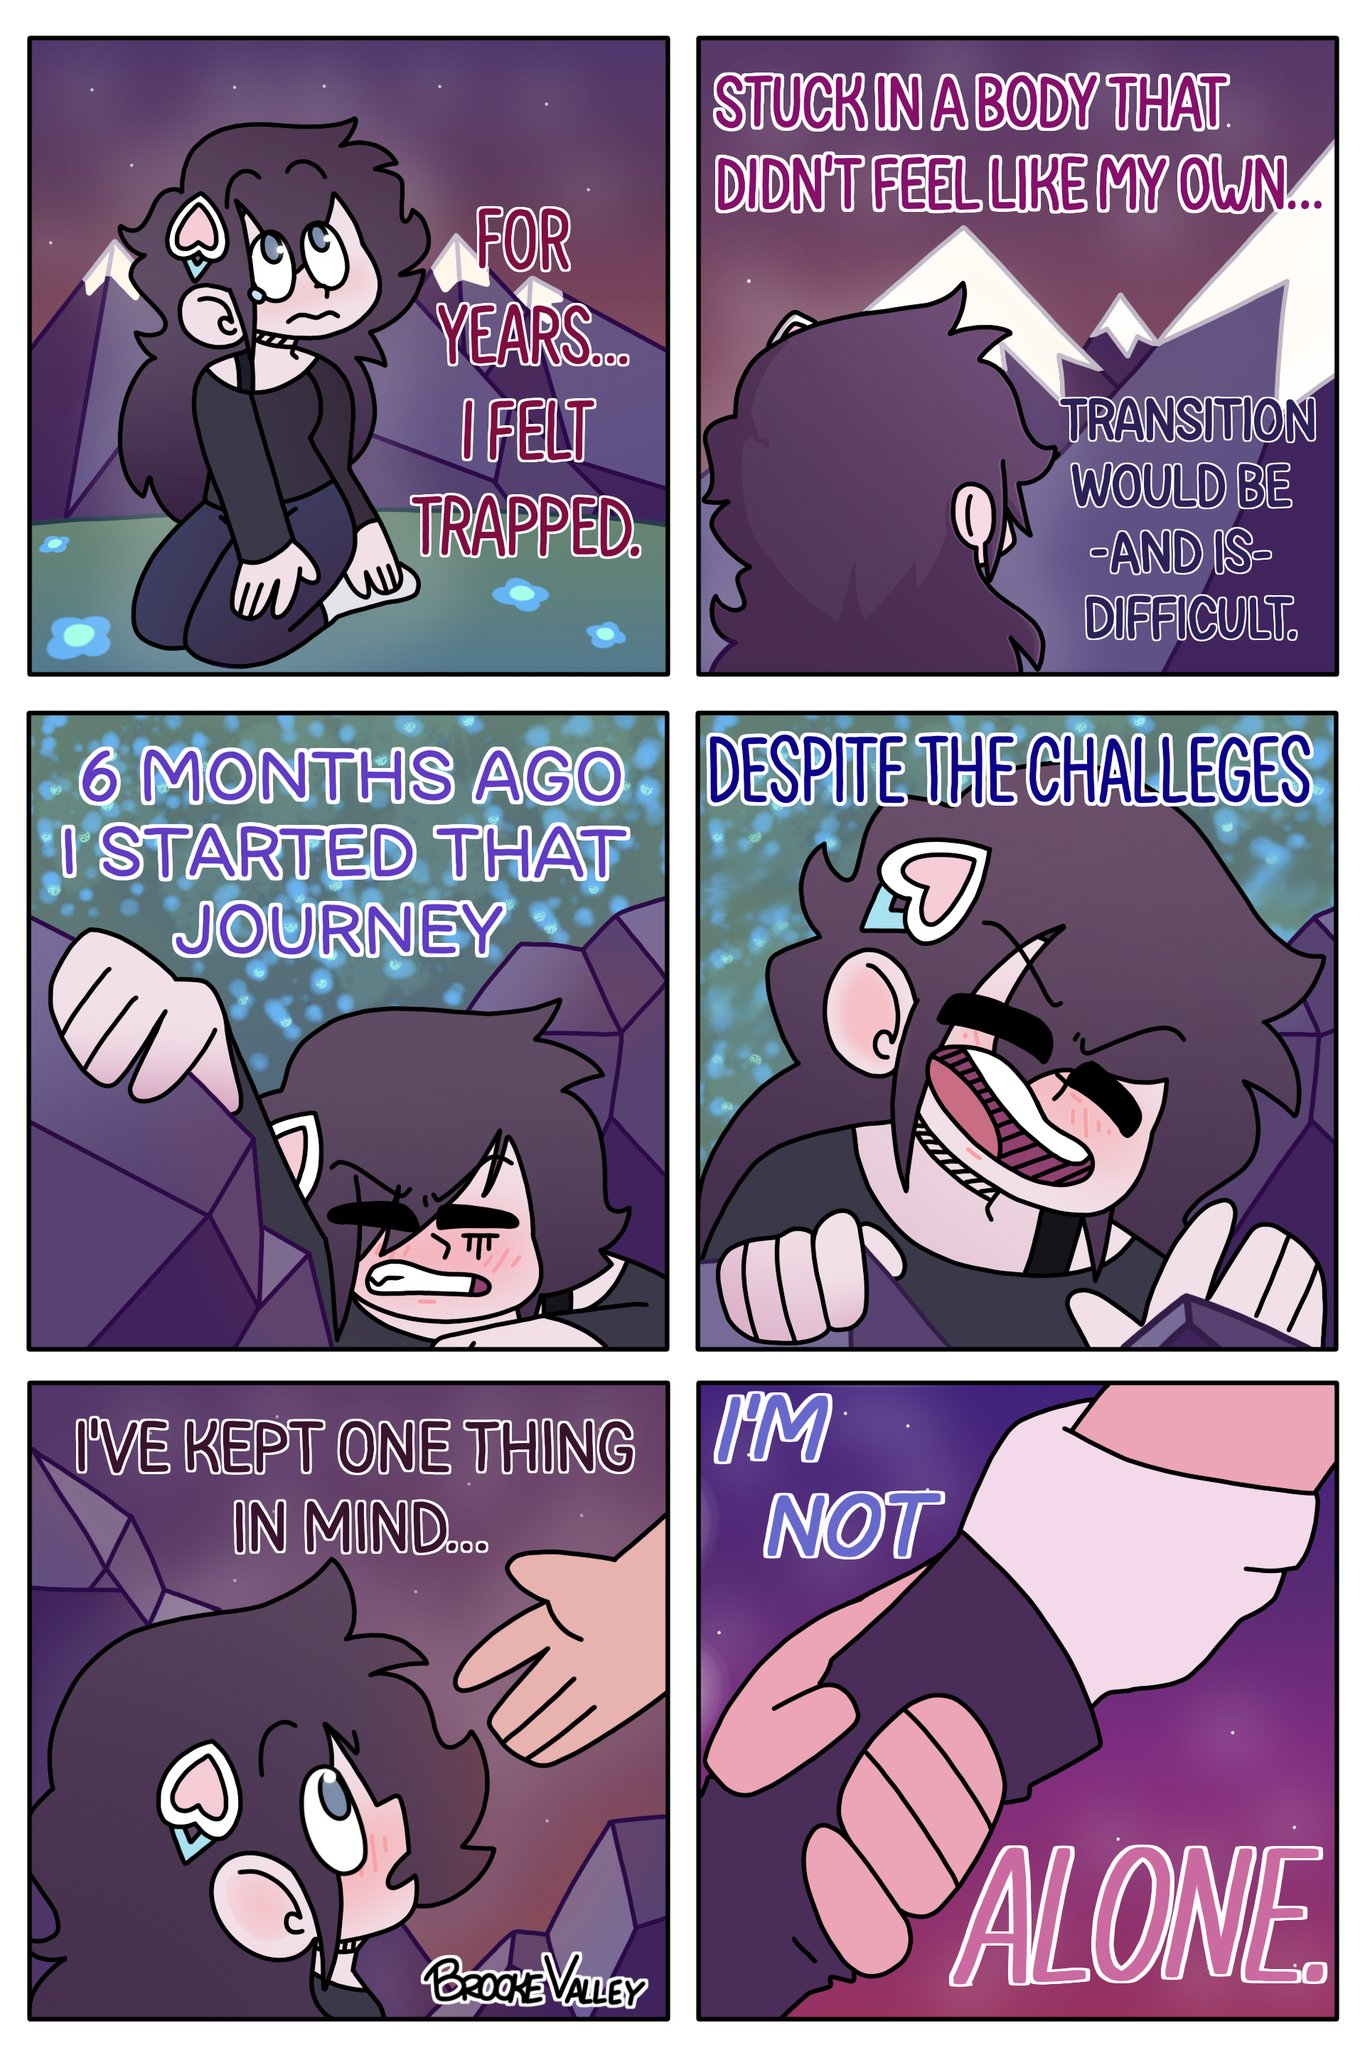 FOR
YEARS...
I FELT
TRAPPED.
STUCK IN A BODY THAT
DIDN'T FEEL LIKE MY OWN...
TRANSITION
WOULD BE
-AND IS-
DIFFICULT.
6 MONTHS AGO
I STARTED THAT
JOURNEY
DESPITE THE CHALLEGES
I'VE KEPT ONE THING
IN MIND...
BROOKE VALLEY
I'M
NOT
ALONE.